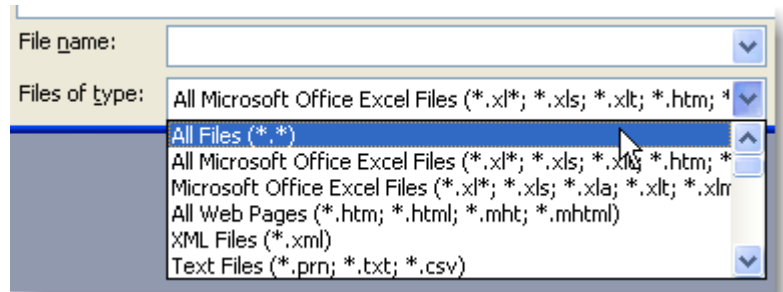 File name:
Files of type: All Microsoft Office Excel Files (*.xl*; *.xls; *.xlt; *.htm; *
All Files (*.*)
All Microsoft Office Excel Files (*.xl*; *.xls; *.xlt; *.htm; *
Microsoft Office Excel Files (*.xl*; *.xls; *.xla; *.xlt; *.xlm
All Web Pages (*.htm; *.html; *.mht; *.mhtml)
XML Files (*.xml)
Text Files (*.prn; *.txt; *.csv)